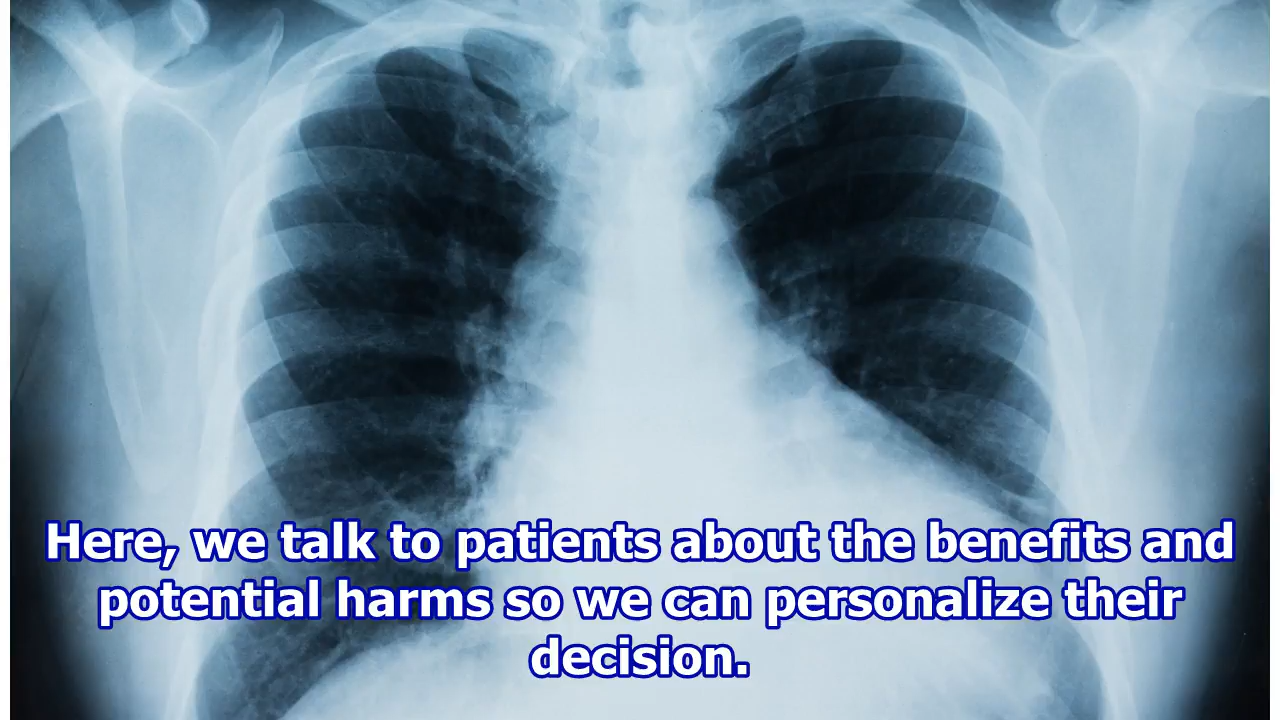 Here, we talk to patients about the benefits and
potential harms so we can personalize their
decision.